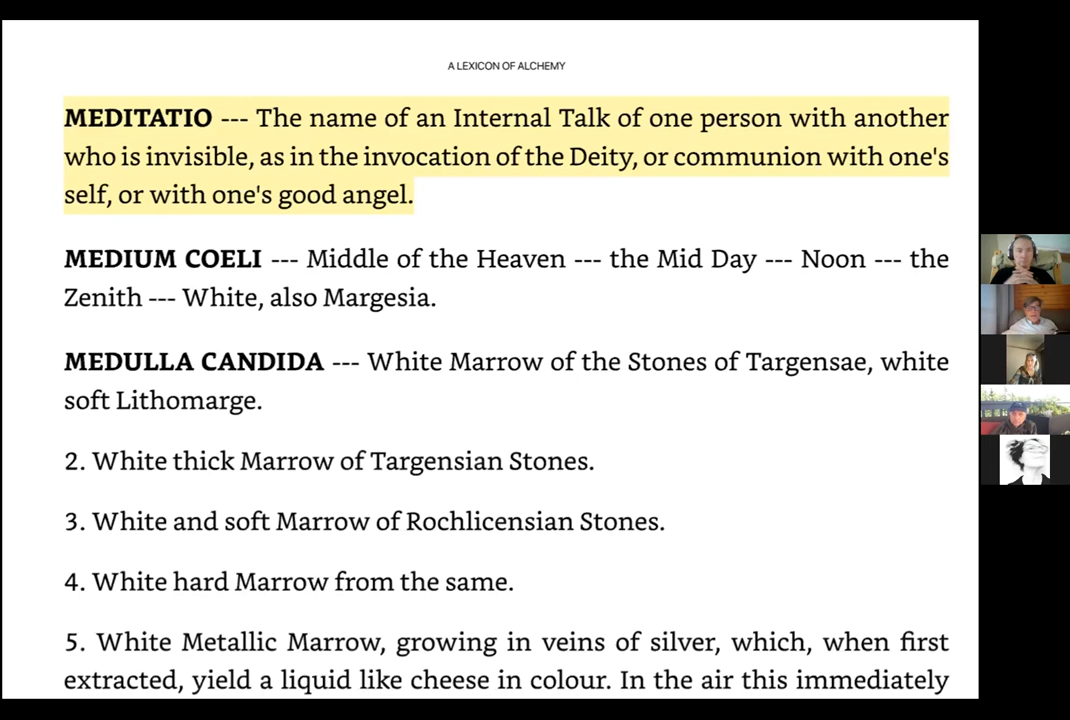 A LEXICON OF ALCHEMY
MEDITATIO --- The name of an Internal Talk of one person with another
who is invisible, as in the invocation of the Deity, or communion with one's
self, or with one's good angel.
MEDIUM COELI --- Middle of the Heaven --- the Mid Day --- Noon --- the
Zenith --- White, also Margesia.
MEDULLA CANDIDA --- White Marrow of the Stones of Targensae, white
soft Lithomarge.
2. White thick Marrow of Targensian Stones.
3. White and soft Marrow of Rochlicensian Stones.
4. White hard Marrow from the same.
5. White Metallic Marrow, growing in veins of silver, which, when first
extracted, yield a liquid like cheese in colour. In the air this immediately